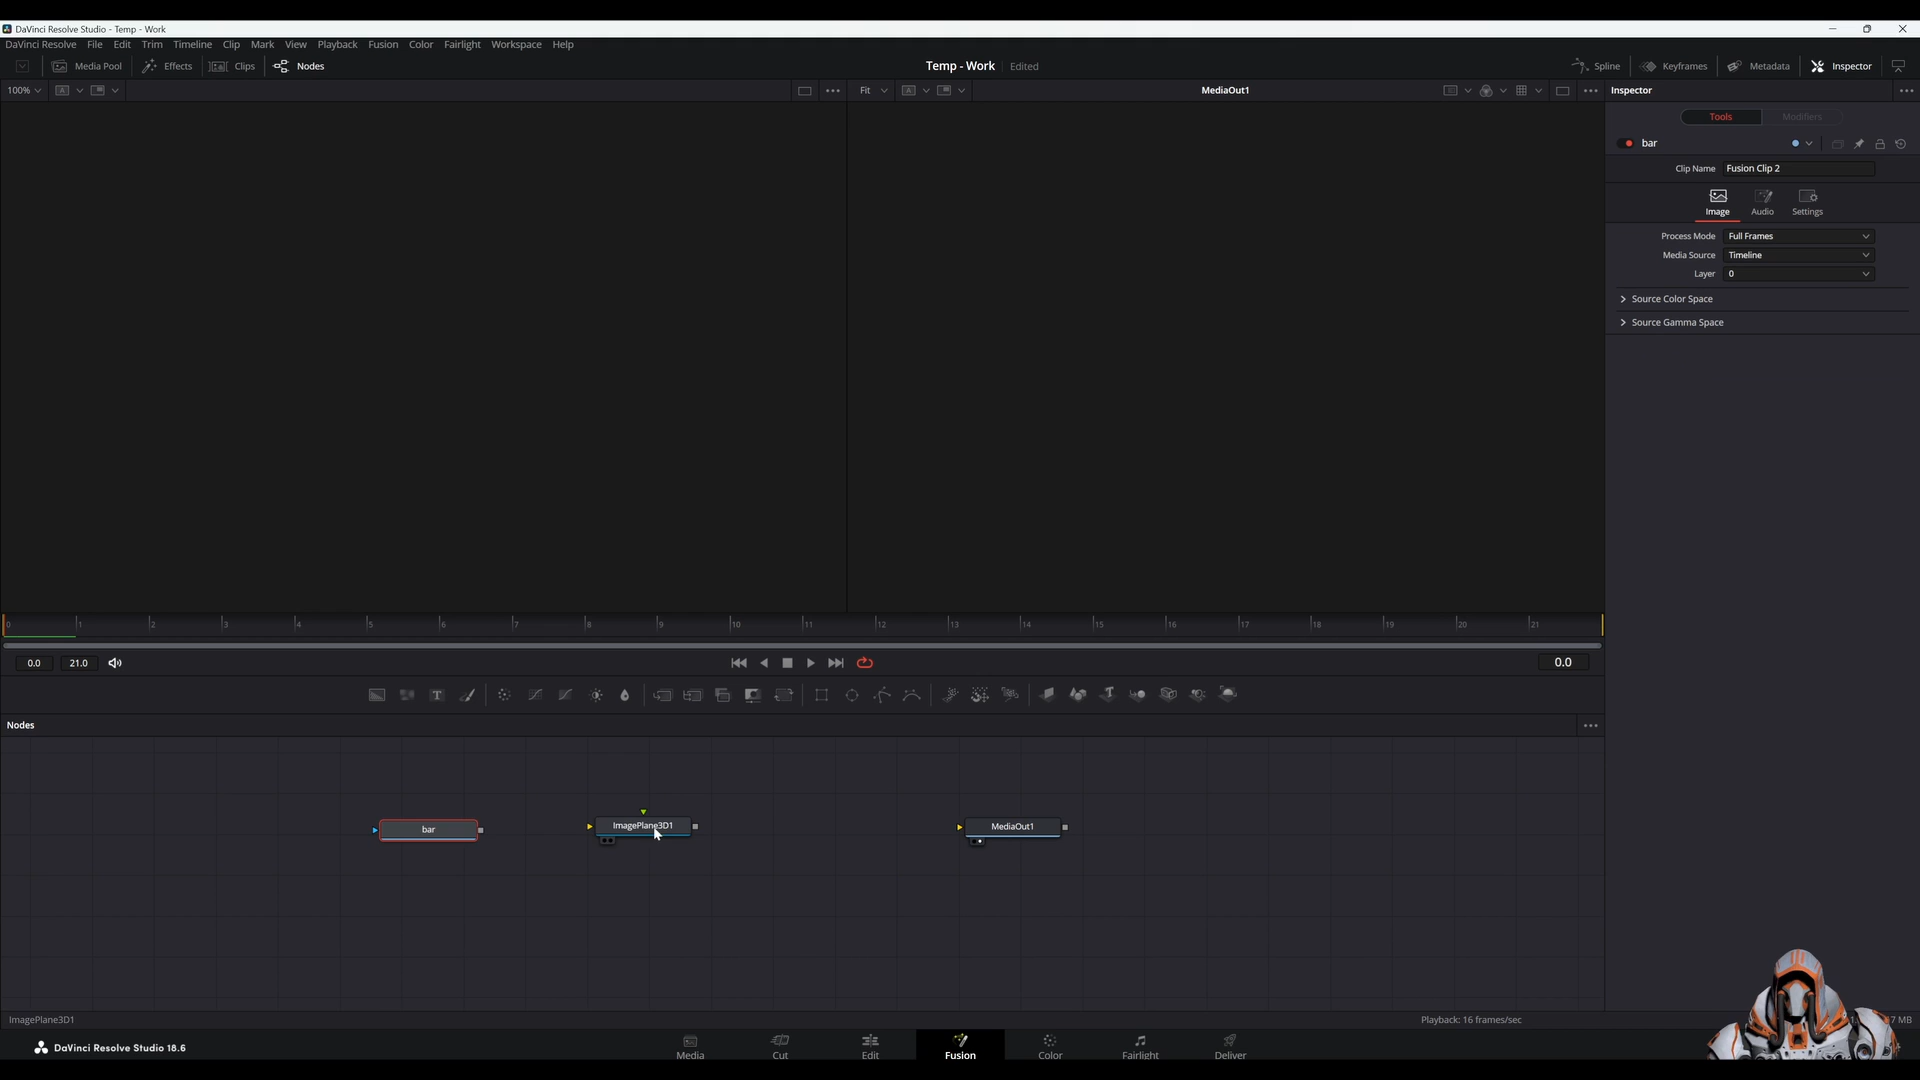 DaVinci Resolve Studio - Temp - Work
DaVinci Resolve File Edit Trim Timeline Clip Mark View Playback Fusion Color Fairlight Workspace Help
Media Pool Effects Clips Nodes Temp - Work Edited Spline Keyframes Metadata Inspector
100% Fit MediaOut1 Inspector
Tools Modifiers
bar
Clip Name Fusion Clip 2
Image Audio Settings
Process Mode Full Frames
Media Source Timeline
Layer 0
Source Color Space
Source Gamma Space
0 1 2 3 4 5 6 7 8 9 10 11 12 13 14 15 16 17 18 19 20 21
0.0 21.0 0.0
Nodes
bar ImagePlane3D1 MediaOut1
ImagePlane3D1 Playback: 16 frames/sec MB
DaVinci Resolve Studio 18.6 Media Cut Edit Fusion Color Fairlight Deliver